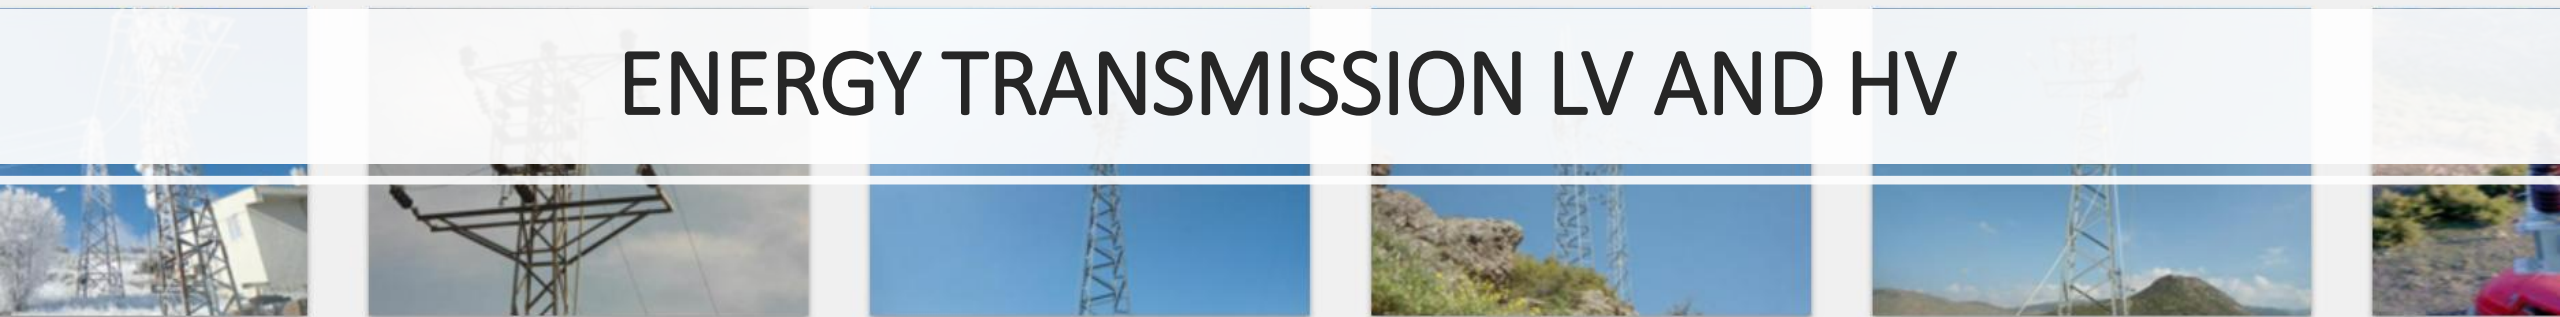 ENERGY TRANSMISSION LV AND HV